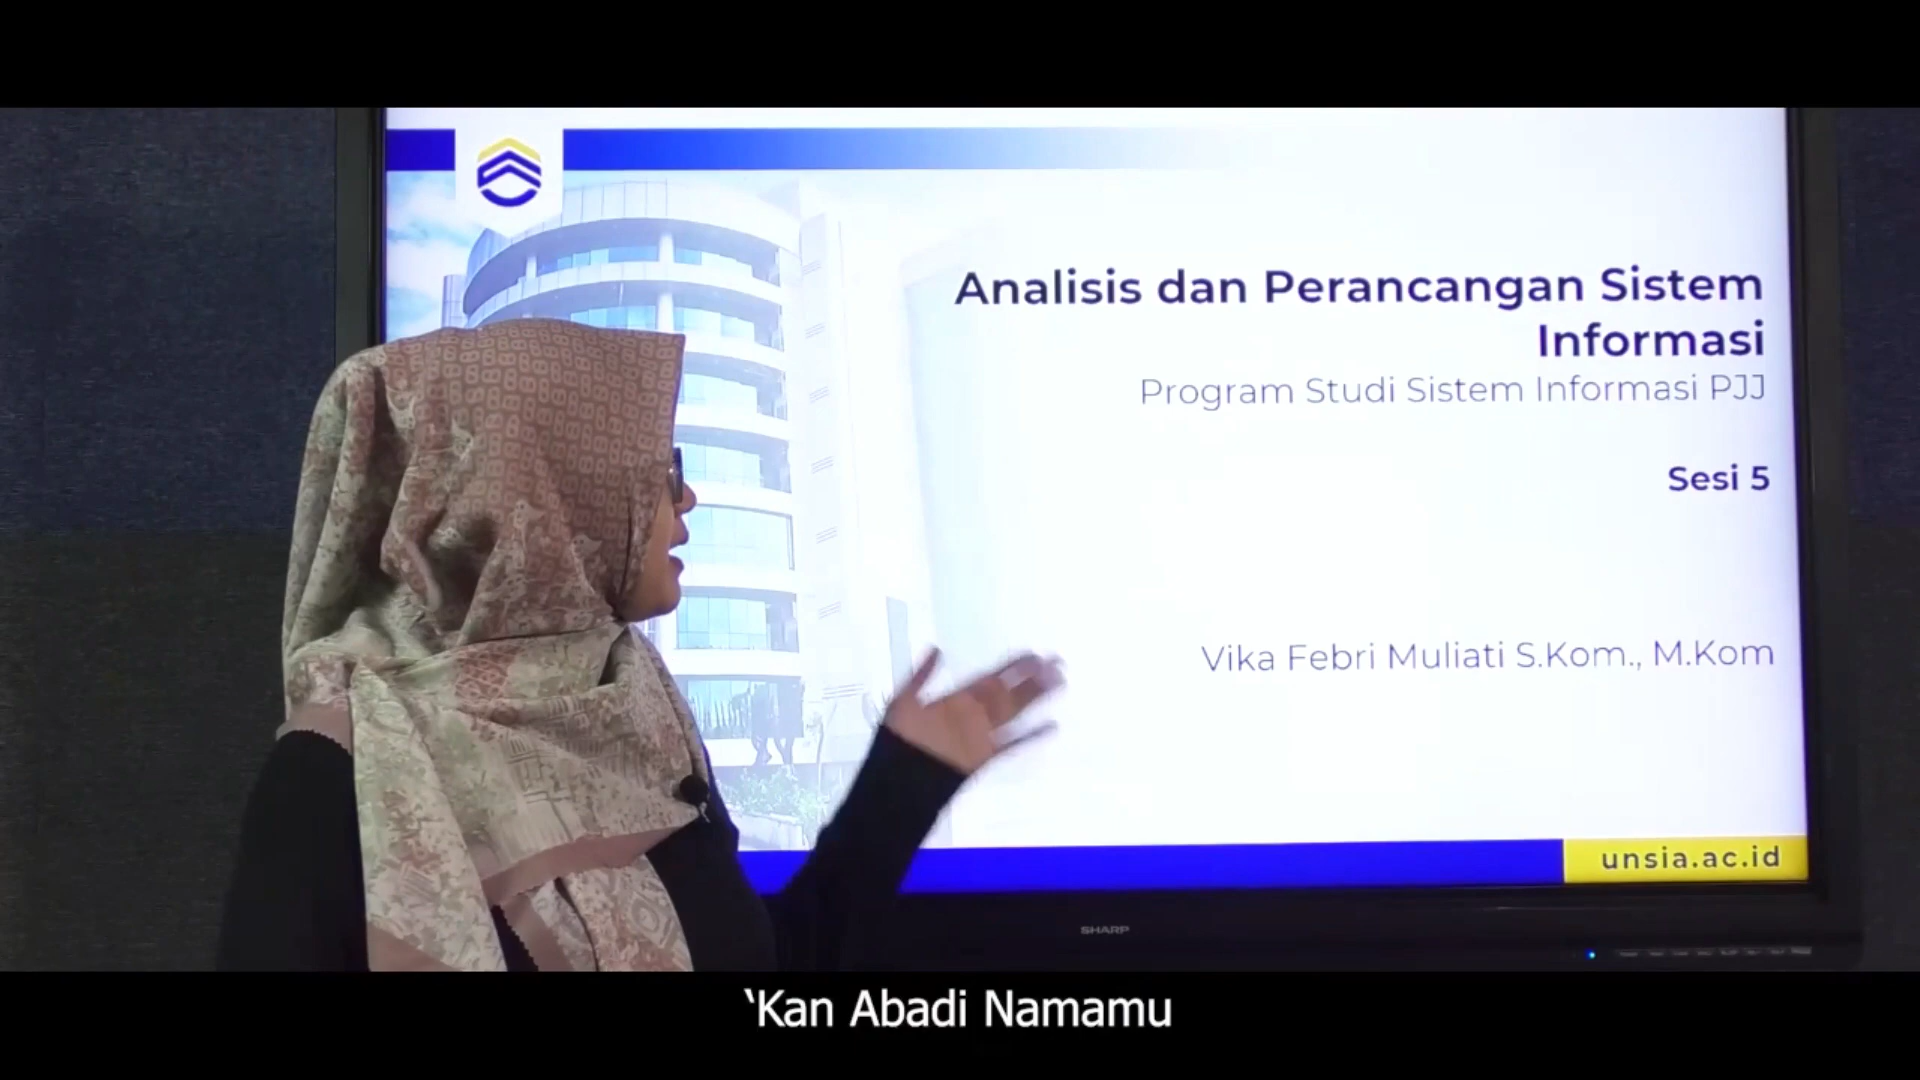 Analisis dan Perancangan Sistem
Informasi
Program Studi Sistem Informasi PJJ
Sesi 5
Vika Febri Muliati S.Kom., M.Kom
unsia.ac.id
SHARP
‘Kan Abadi Namamu